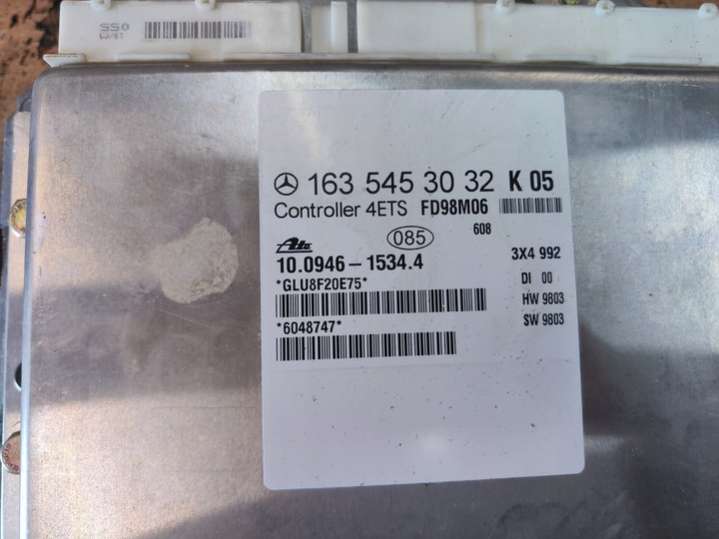 163 545 30 32 K 05
Controller 4ETS FD98M06
608
085
Ate
10.0946-1534.4
3X4 992
*GLU8F20E75*
DI 00
HW 9803
*6048747*
SW 9803